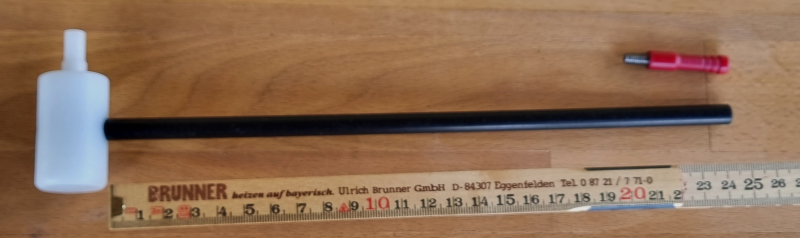 BRUNNER heizen auf bayerisch. Ulrich Brunner GmbH D-84307 Eggenfelden Tel. 0 87 21 / 7 71-0
1 2 3 4 5 6 7 8 9 10 11 12 13 14 15 16 17 18 19 20 21 2 23 24 25 26